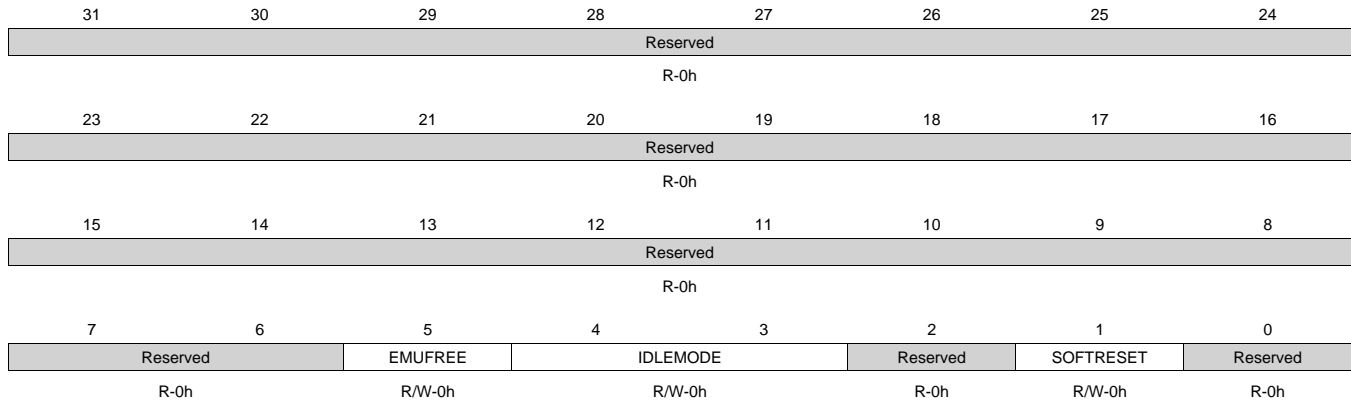 31 30 29 28 27 26 25 24
Reserved
R-0h
23 22 21 20 19 18 17 16
Reserved
R-0h
15 14 13 12 11 10 9 8
Reserved
R-0h
7 6 5 4 3 2 1 0
Reserved EMUFREE IDLEMODE Reserved SOFTRESET Reserved
R-0h R/W-0h R/W-0h R-0h R/W-0h R-0h